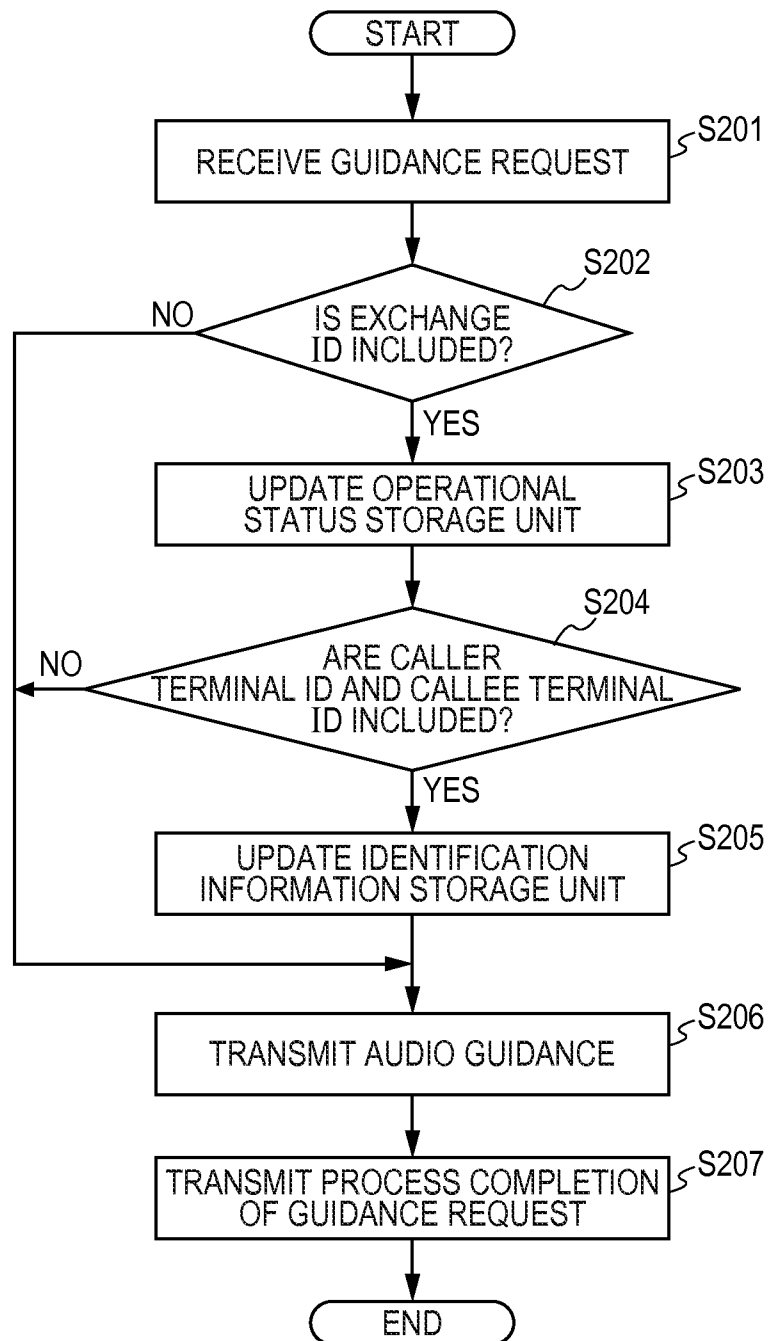 START
S201
RECEIVE GUIDANCE REQUEST
S202
NO
IS EXCHANGE
ID INCLUDED?
YES
S203
UPDATE OPERATIONAL
STATUS STORAGE UNIT
S204
NO
ARE CALLER
TERMINAL ID AND CALLEE TERMINAL
ID INCLUDED?
YES
S205
UPDATE IDENTIFICATION
INFORMATION STORAGE UNIT
S206
TRANSMIT AUDIO GUIDANCE
S207
TRANSMIT PROCESS COMPLETION
OF GUIDANCE REQUEST
END